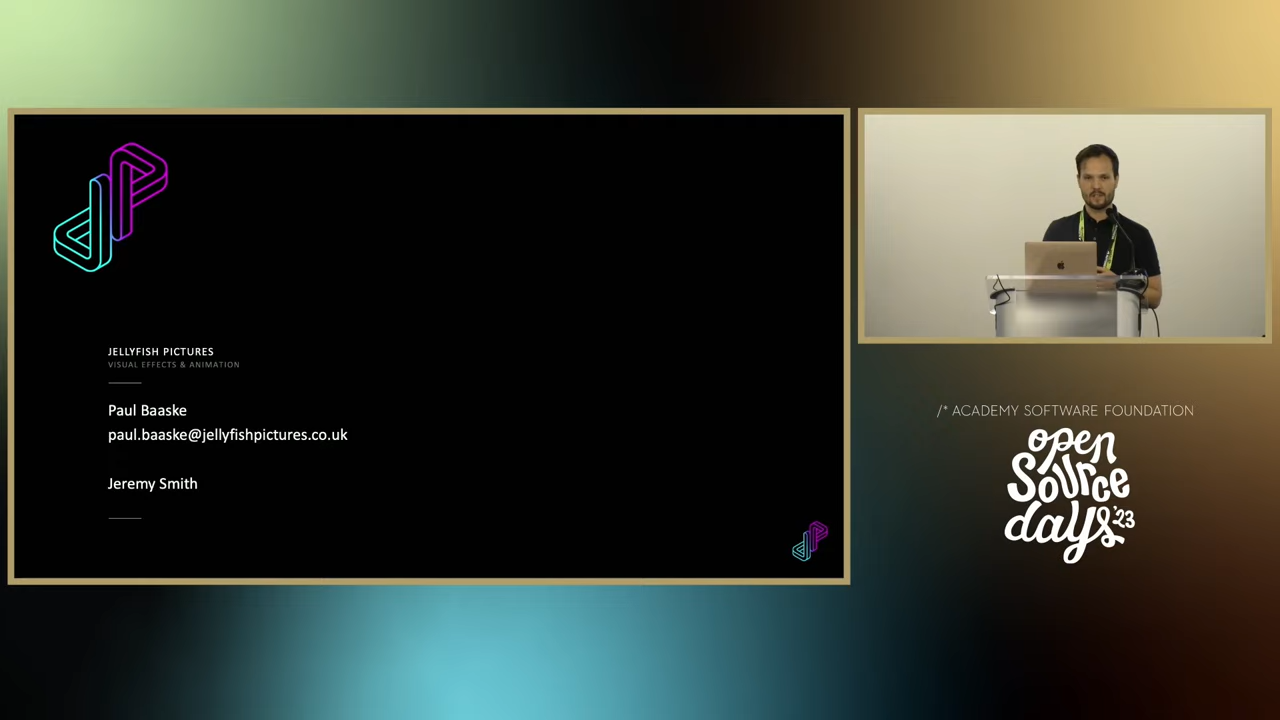 JELLYFISH PICTURES
VISUAL EFFECTS & ANIMATION
Paul Baaske
paul.baaske@jellyfishpictures.co.uk
Jeremy Smith
/* ACADEMY SOFTWARE FOUNDATION
open
Source
days '23